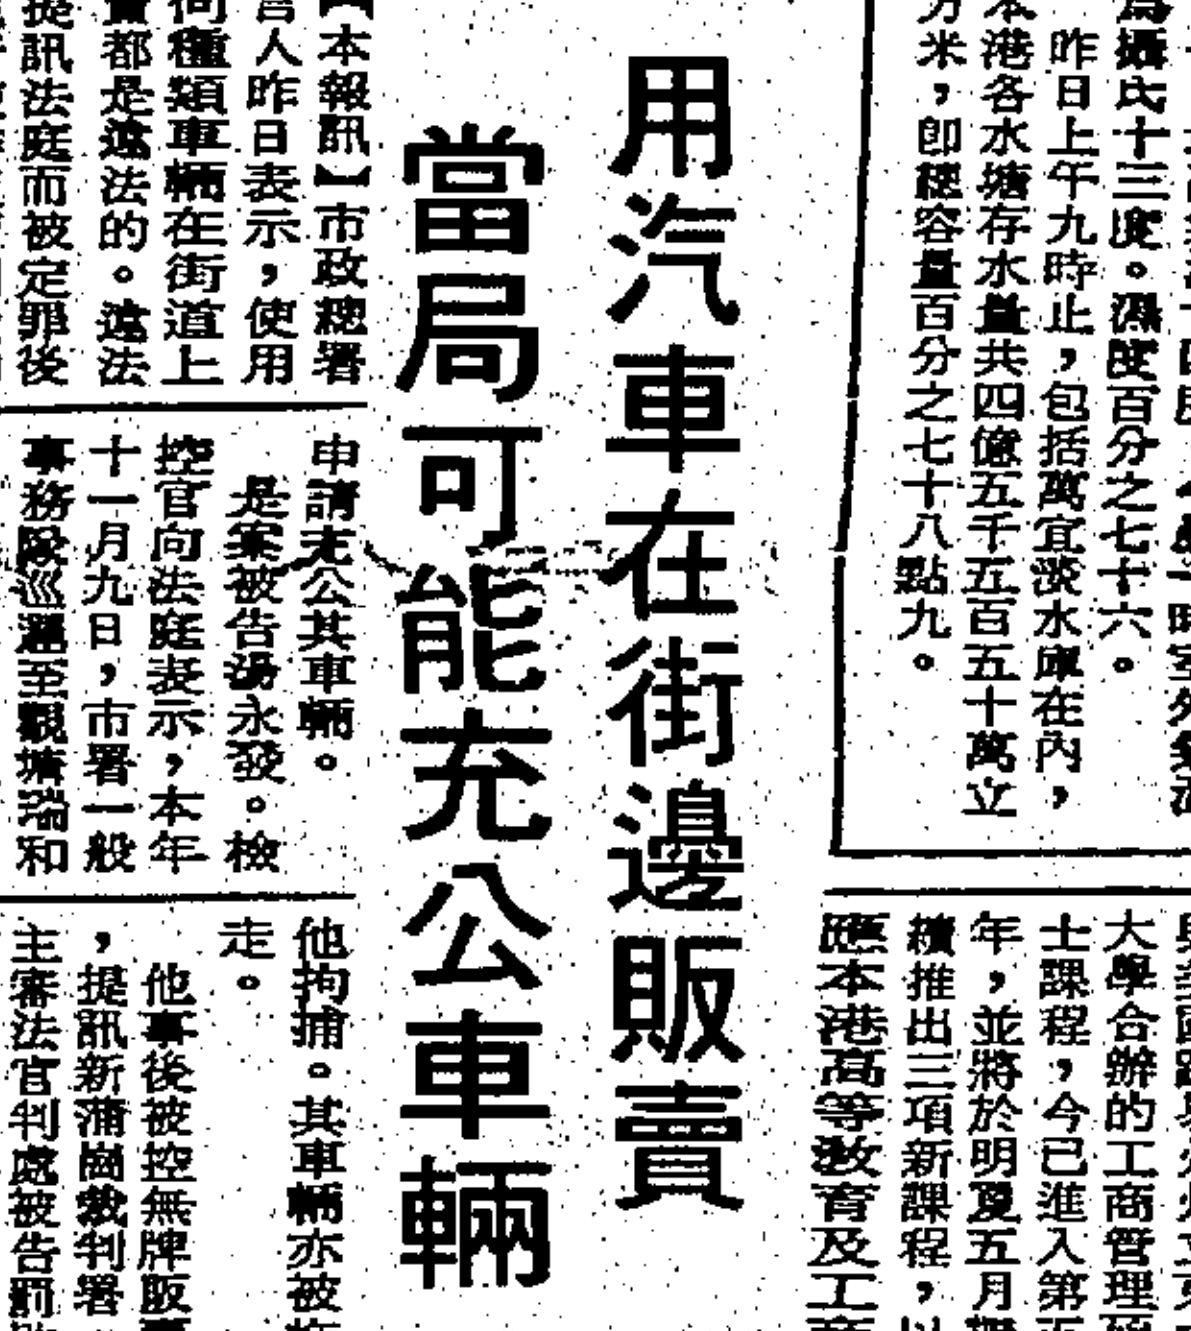 為攝氏十三度。濕度百分之七十六。
昨日上午九時止，包括萬宜淡水庫在內，
本港各水塘存水量共四億五千五百五十萬立
方米，卽總容量百分之七十八點九。
大學合辦的工商管理
士課程，今已進入第
年，並將於明夏五月
續推出三項新課程，以
應本港高等教育及工商
用汽車在街邊販賣
當局可能充公車輛
【本報訊】市政總署
言人昨日表示，使用
何種類車輛在街道上
賣都是違法的。違法
提訊法庭而被定罪後
申請充公其車輛。
是案被告湯永發。檢
控官向法庭表示，本年
十一月九日，市署一般
事務隊巡邏至觀塘瑞和
他拘捕。其車輛亦被拖
走。
他事後被控無牌販賣
，提訊新蒲崗裁判署
主審法官判處被告罰